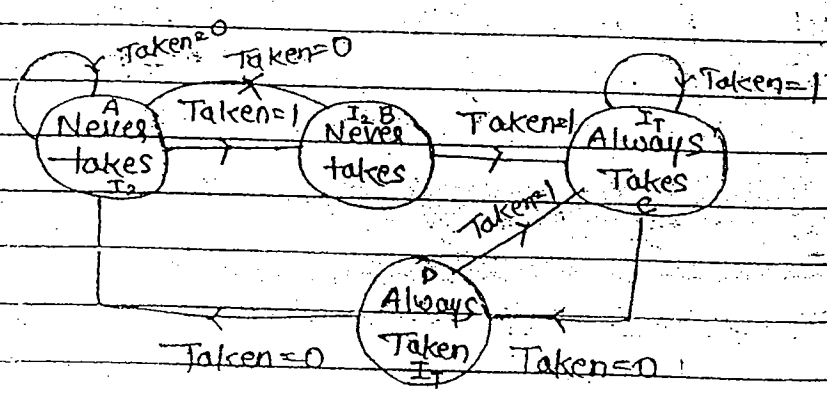 Taken=0
Taken=0
A
Never
takes
I2
Taken=1
I2 B
Never
takes
Taken=1
Taken=1
IT
Always
Takes
C
Taken=1
D
Always
Taken
IT
Taken=0
Taken=0